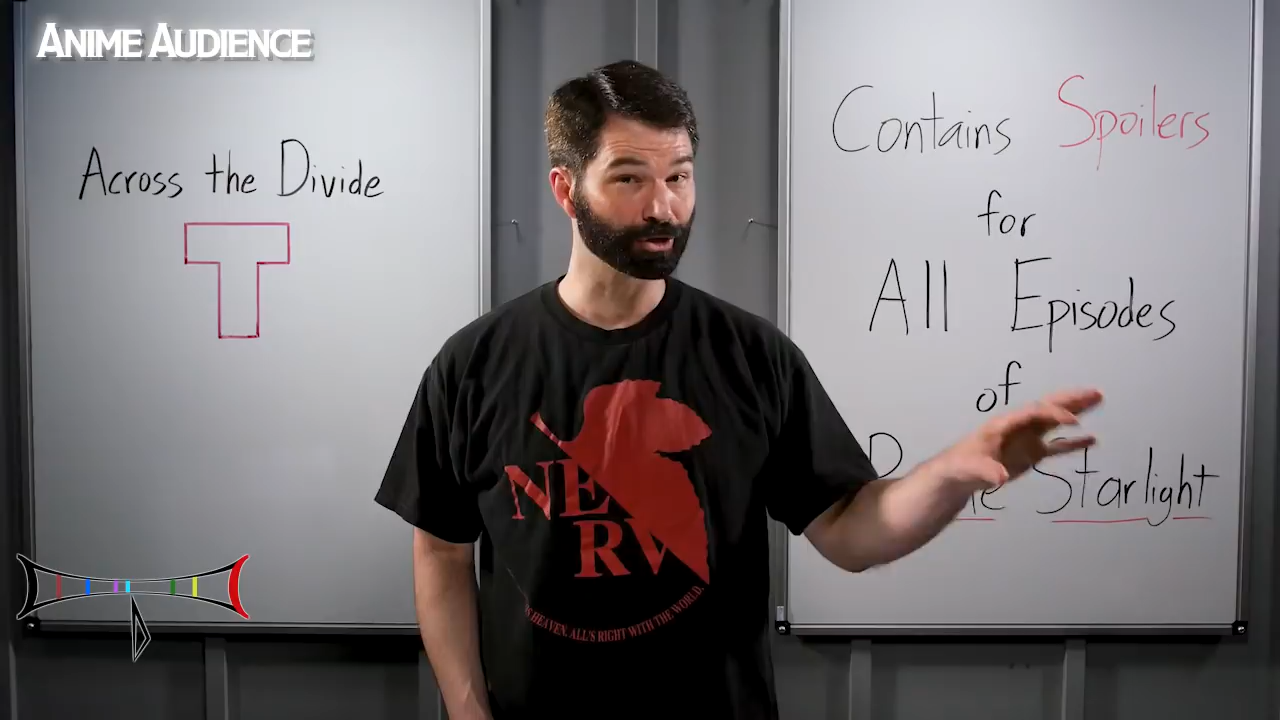 ANIME AUDIENCE
Across the Divide
Contains Spoilers
for
All Episodes
of
Starlight
NERV
HEAVEN, ALL'S RIGHT WITH THE WORLD.